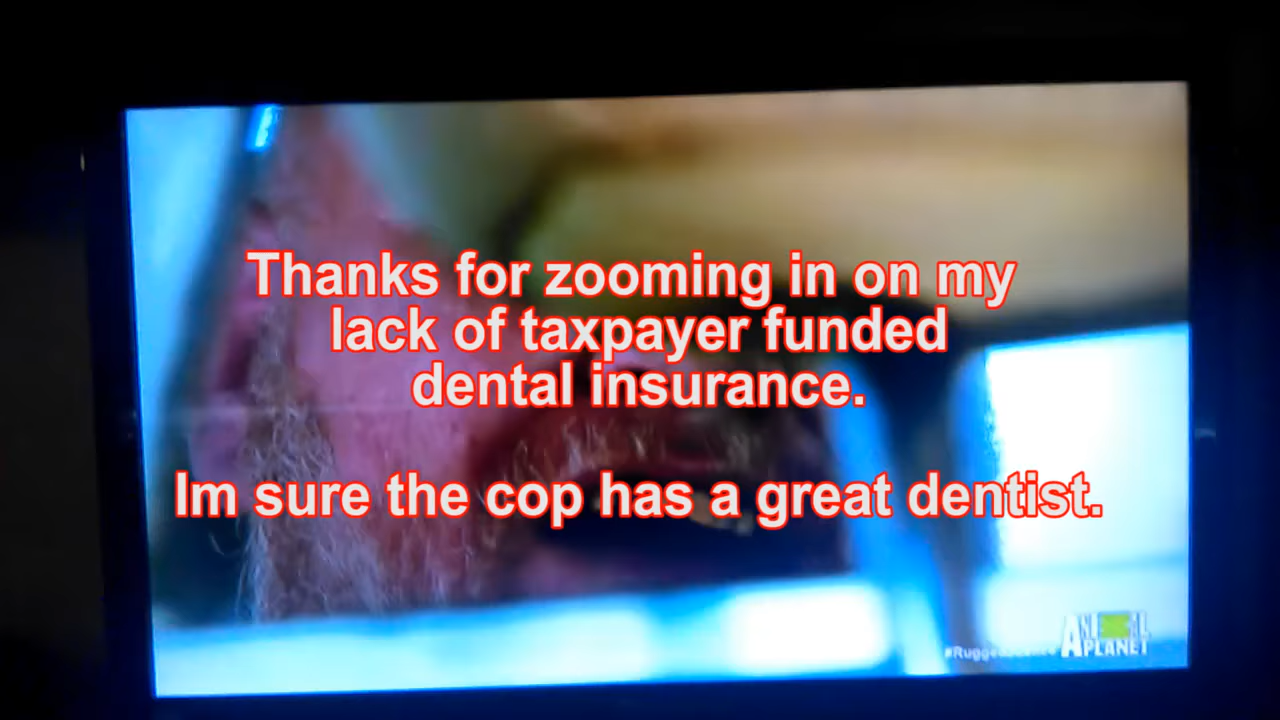 Thanks for zooming in on my
lack of taxpayer funded
dental insurance.
Im sure the cop has a great dentist.
ANIMAL
PLANET